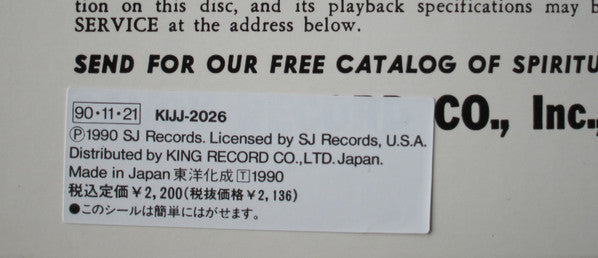 tion on this disc, and its playback specifications may
SERVICE at the address below.
SEND FOR OUR FREE CATALOG OF SPIRITU
CO., Inc.,
90・11・21 KIJJ-2026
Ⓟ1990 SJ Records. Licensed by SJ Records, U.S.A.
Distributed by KING RECORD CO.,LTD. Japan.
Made in Japan 東洋化成 🅃1990
税込定価¥2,200(税抜価格¥2,136)
●このシールは簡単にはがせます。